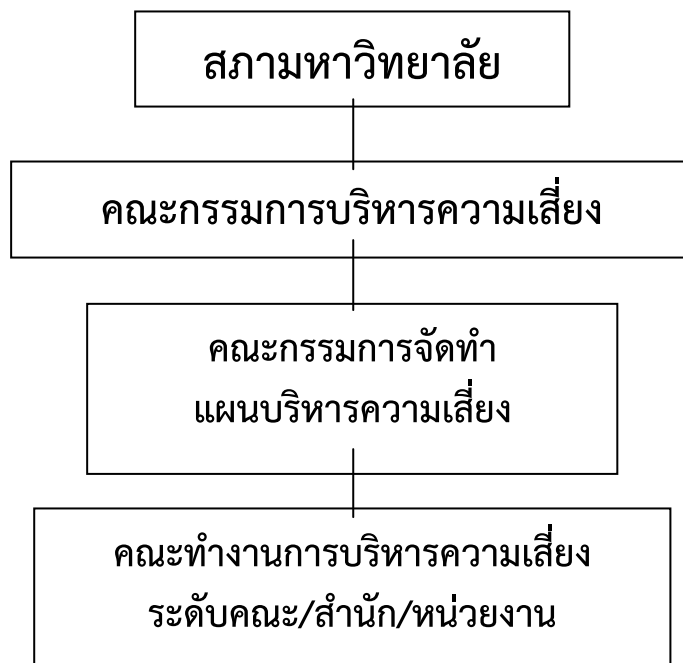 สภามหาวิทยาลัย
คณะกรรมการบริหารความเสี่ยง
คณะกรรมการจัดทำ
แผนบริหารความเสี่ยง
คณะทำงานการบริหารความเสี่ยง
ระดับคณะ/สำนัก/หน่วยงาน